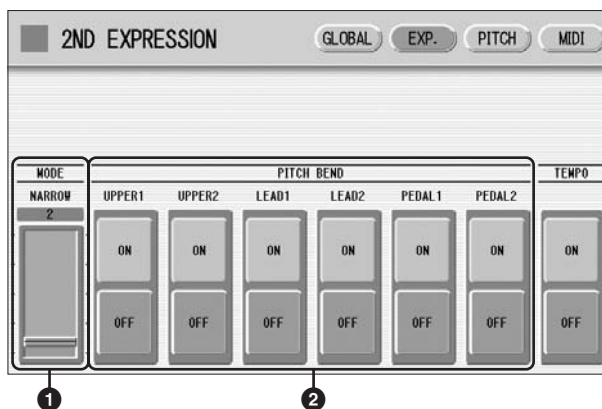 2ND EXPRESSION GLOBAL EXP. PITCH MIDI
MODE PITCH BEND TEMPO
NARROW UPPER1 UPPER2 LEAD1 LEAD2 PEDAL1 PEDAL2
2
ON ON ON ON ON ON ON
OFF OFF OFF OFF OFF OFF OFF
1 2